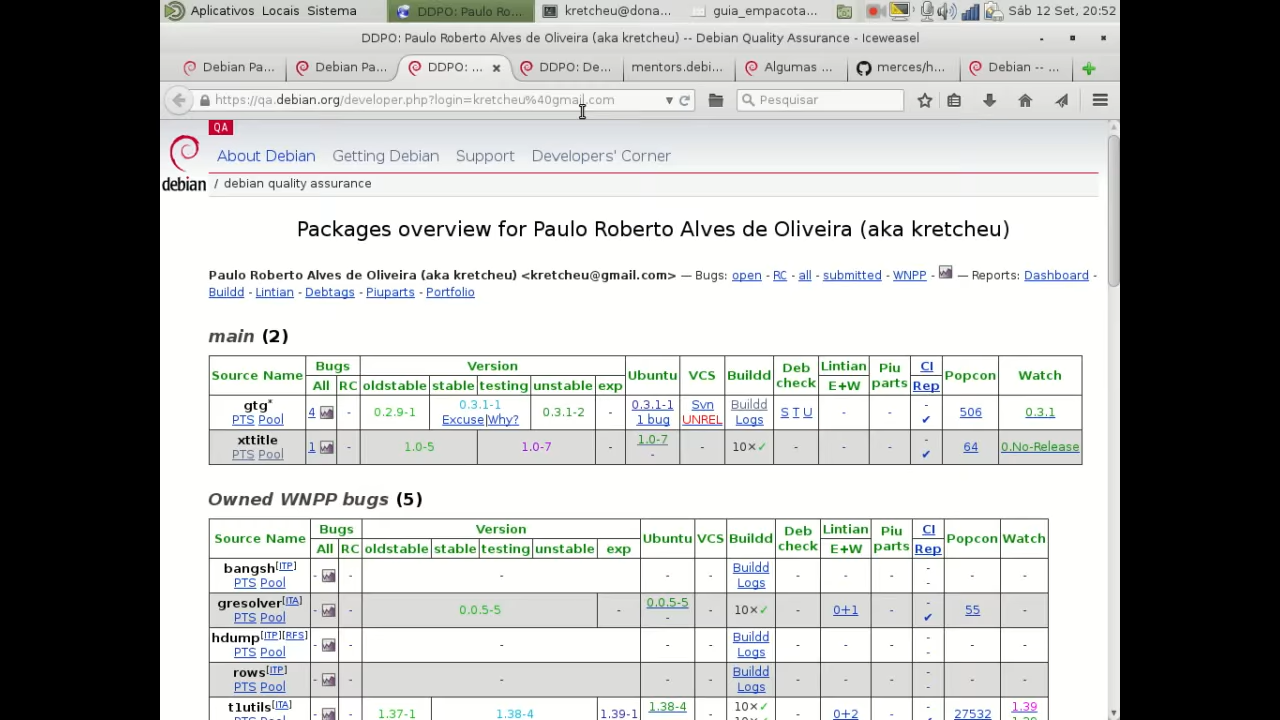 Aplicativos Locais Sistema DDPO: Paulo Ro... kretcheu@dona... guia_empacota... Sáb 12 Set, 20:52
DDPO: Paulo Roberto Alves de Oliveira (aka kretcheu) -- Debian Quality Assurance - Iceweasel
Debian Pa... Debian Pa... DDPO: ... DDPO: De... mentors.debi... Algumas ... merces/h... Debian -- ...
https://qa.debian.org/developer.php?login=kretcheu%40gmail.com Pesquisar
QA
About Debian Getting Debian Support Developers' Corner
debian / debian quality assurance
Packages overview for Paulo Roberto Alves de Oliveira (aka kretcheu)
Paulo Roberto Alves de Oliveira (aka kretcheu) <kretcheu@gmail.com> — Bugs: open - RC - all - submitted - WNPP - — Reports: Dashboard -
Buildd - Lintian - Debtags - Piuparts - Portfolio
main (2)
Source Name Bugs Version Ubuntu VCS Buildd Deb check Lintian Piu parts CI Popcon Watch
All RC oldstable stable testing unstable exp E+W Rep
gtg* 4 - 0.2.9-1 0.3.1-1 0.3.1-2 - 0.3.1-1 Svn Buildd S T U - - - 506 0.3.1
PTS Pool Excuse|Why? 1 bug UNREL Logs ✔
xttitle 1 - 1.0-5 1.0-7 - 1.0-7 - 10×✓ - - - - 64 0.No-Release
PTS Pool - ✔
Owned WNPP bugs (5)
Source Name Bugs Version Ubuntu VCS Buildd Deb check Lintian Piu parts CI Popcon Watch
All RC oldstable stable testing unstable exp E+W Rep
bangsh[ITP] - - - - - Buildd - - - - - -
PTS Pool Logs -
gresolver[ITA] - - 0.0.5-5 - 0.0.5-5 - 10×✓ - 0+1 - - 55 -
PTS Pool - ✔
hdump[ITP][RFS] - - - - - Buildd - - - - - -
PTS Pool Logs -
rows[ITP] - - - - - Buildd - - - - - -
PTS Pool Logs -
t1utils[ITA] - - 1.37-1 1.38-4 1.39-1 1.38-4 - 10×✓ - 0+2 - - 27532 1.39